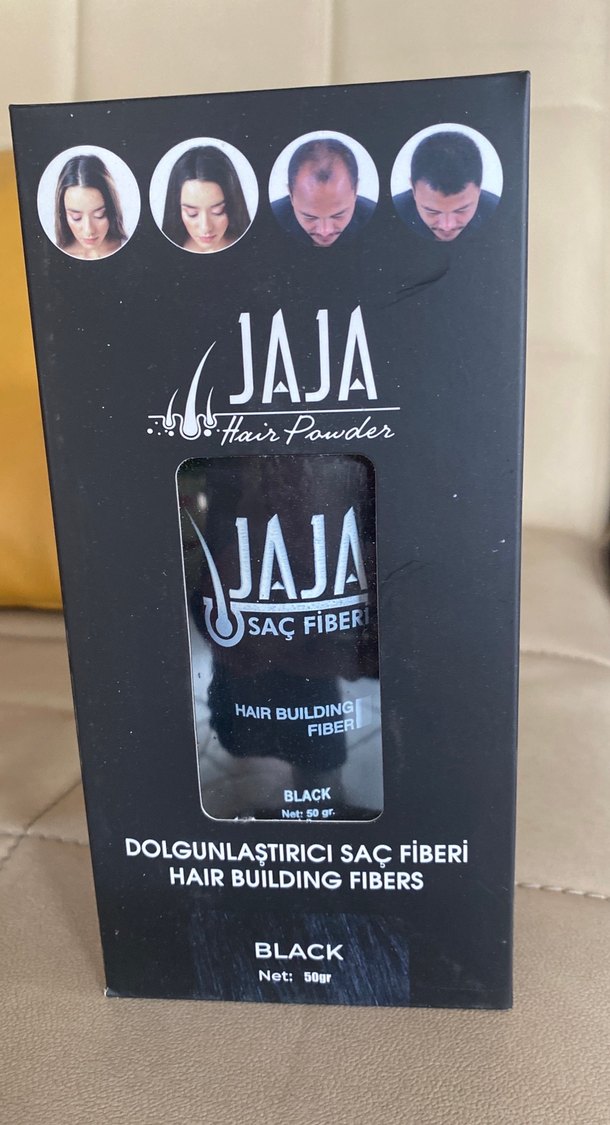 JAJA
Hair Powder
JAJA
SAÇ FİBERİ
HAIR BUILDING
FIBER
BLACK
Net: 50 gr.
DOLGUNLAŞTIRICI SAÇ FİBERİ
HAIR BUILDING FIBERS
BLACK
Net: 50gr